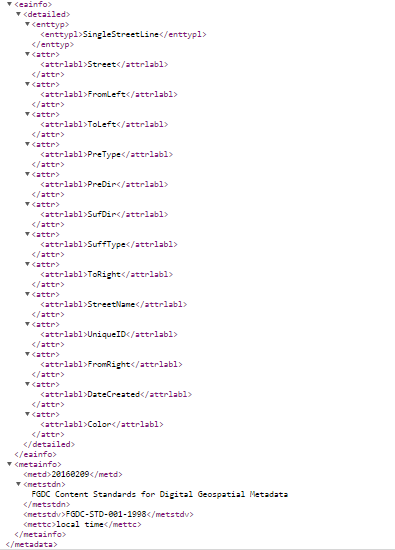 ▼<eainfo>
▼<detailed>
▼<enttyp>
<enttypl>SingleStreetLine</enttypl>
</enttyp>
▼<attr>
<attrlabl>Street</attrlabl>
</attr>
▼<attr>
<attrlabl>FromLeft</attrlabl>
</attr>
▼<attr>
<attrlabl>ToLeft</attrlabl>
</attr>
▼<attr>
<attrlabl>PreType</attrlabl>
</attr>
▼<attr>
<attrlabl>PreDir</attrlabl>
</attr>
▼<attr>
<attrlabl>SufDir</attrlabl>
</attr>
▼<attr>
<attrlabl>SuffType</attrlabl>
</attr>
▼<attr>
<attrlabl>ToRight</attrlabl>
</attr>
▼<attr>
<attrlabl>StreetName</attrlabl>
</attr>
▼<attr>
<attrlabl>UniqueID</attrlabl>
</attr>
▼<attr>
<attrlabl>FromRight</attrlabl>
</attr>
▼<attr>
<attrlabl>DateCreated</attrlabl>
</attr>
▼<attr>
<attrlabl>Color</attrlabl>
</attr>
</detailed>
</eainfo>
▼<metainfo>
<metd>20160209</metd>
▼<metstdn>
FGDC Content Standards for Digital Geospatial Metadata
</metstdn>
<metstdv>FGDC-STD-001-1998</metstdv>
<mettc>local time</mettc>
</metainfo>
</metadata>